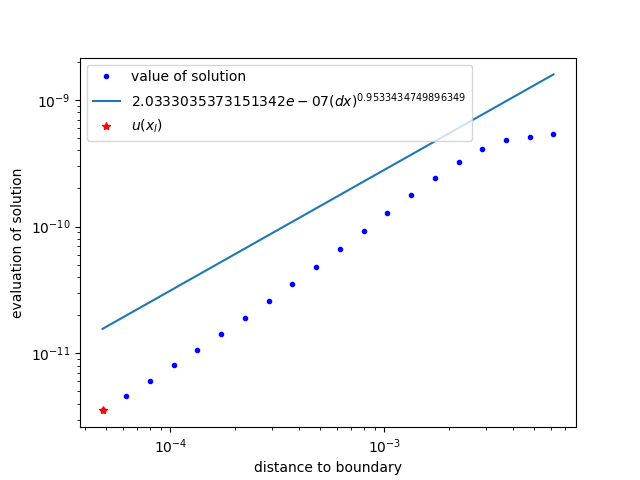 value of solution
2.0333035373151342e − 07(dx)^0.9533434749896349
u(x_l)
10^−9
10^−10
10^−11
evaluation of solution
10^−4
10^−3
distance to boundary